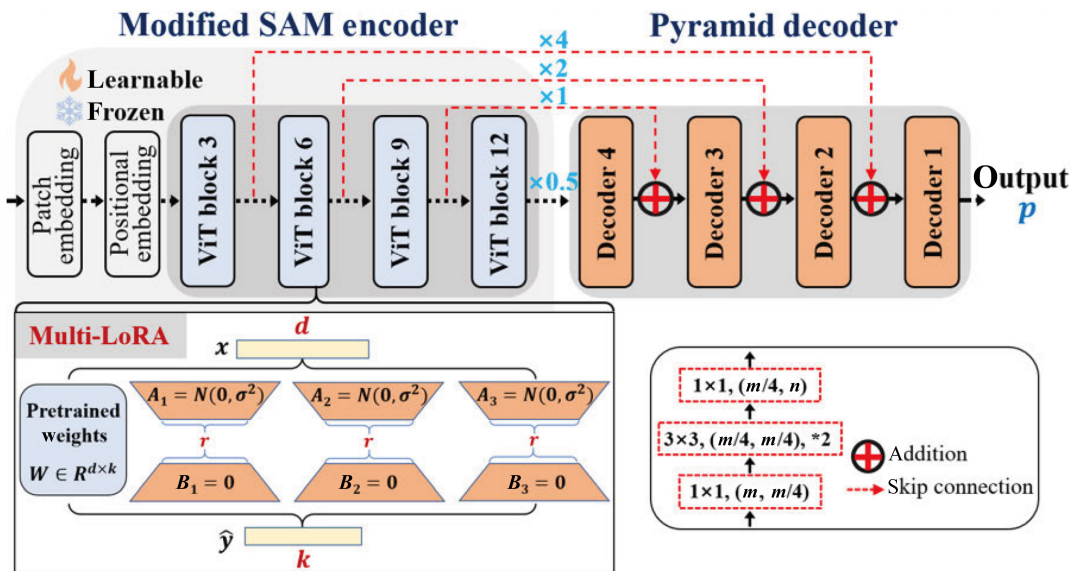 Modified SAM encoder
Pyramid decoder
×4
×2
×1
Learnable
Frozen
Patch
embedding
Positional
embedding
ViT block 3
ViT block 6
ViT block 9
ViT block 12
×0.5
Decoder 4
Decoder 3
Decoder 2
Decoder 1
Output
p
Multi-LoRA
d
x
Pretrained
weights
W ∈ R^{d×k}
A₁ = N(0, σ²)
A₂ = N(0, σ²)
A₃ = N(0, σ²)
r
r
r
B₁ = 0
B₂ = 0
B₃ = 0
ŷ
k
1×1, (m/4, n)
3×3, (m/4, m/4), *2
1×1, (m, m/4)
Addition
Skip connection